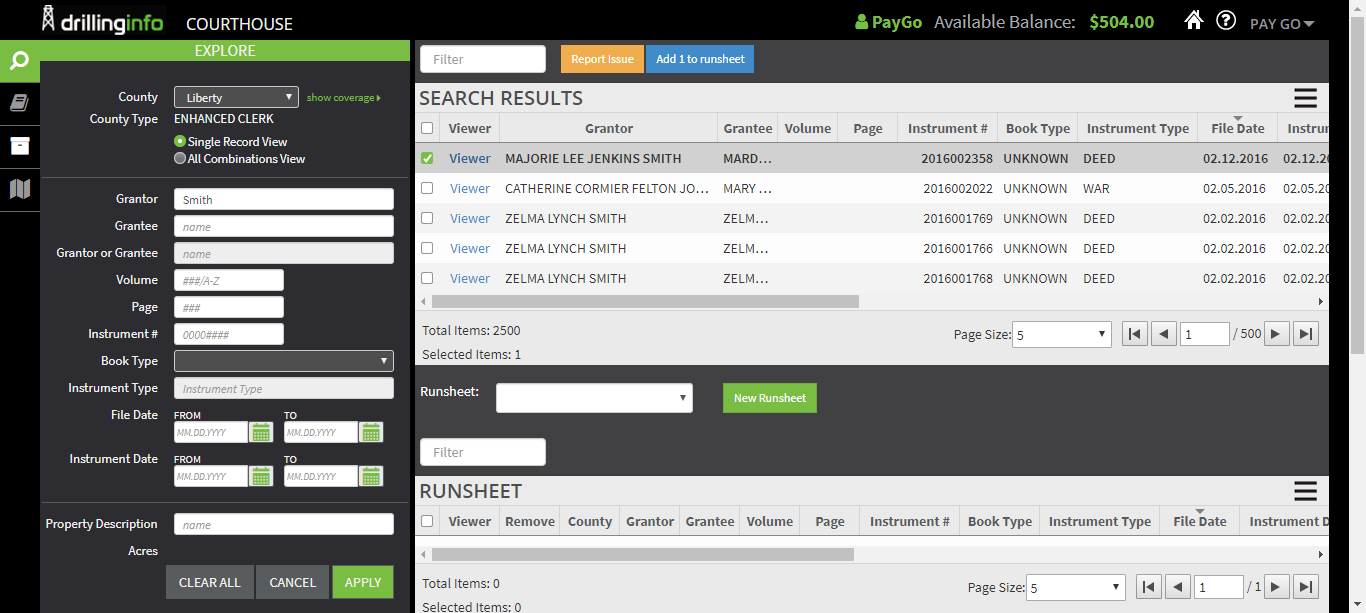 drillinginfo COURTHOUSE PayGo Available Balance: $504.00 PAY GO
EXPLORE
County Liberty show coverage
County Type ENHANCED CLERK
Single Record View
All Combinations View
Grantor Smith
Grantee name
Grantor or Grantee name
Volume ###/A-Z
Page ###
Instrument # 0000####
Book Type
Instrument Type Instrument Type
File Date FROM TO
MM.DD.YYYY MM.DD.YYYY
Instrument Date FROM TO
MM.DD.YYYY MM.DD.YYYY
Property Description name
Acres
CLEAR ALL CANCEL APPLY
Filter Report Issue Add 1 to runsheet
SEARCH RESULTS
Viewer Grantor Grantee Volume Page Instrument # Book Type Instrument Type File Date Instrum
Viewer MAJORIE LEE JENKINS SMITH MARD... 2016002358 UNKNOWN DEED 02.12.2016 02.12.20
Viewer CATHERINE CORMIER FELTON JO... MARY ... 2016002022 UNKNOWN WAR 02.05.2016 02.05.20
Viewer ZELMA LYNCH SMITH ZELM... 2016001769 UNKNOWN DEED 02.02.2016 02.02.20
Viewer ZELMA LYNCH SMITH ZELM... 2016001766 UNKNOWN DEED 02.02.2016 02.02.20
Viewer ZELMA LYNCH SMITH ZELM... 2016001768 UNKNOWN DEED 02.02.2016 02.02.20
Total Items: 2500 Page Size: 5 1 / 500
Selected Items: 1
Runsheet: New Runsheet
Filter
RUNSHEET
Viewer Remove County Grantor Grantee Volume Page Instrument # Book Type Instrument Type File Date Instrument D
Total Items: 0 Page Size: 5 1 / 1
Selected Items: 0